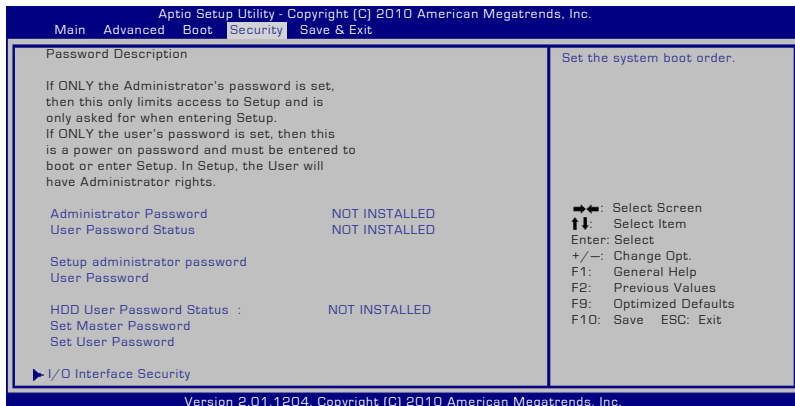 Aptio Setup Utility - Copyright (C) 2010 American Megatrends, Inc.
Main Advanced Boot Security Save & Exit
Password Description
If ONLY the Administrator's password is set,
then this only limits access to Setup and is
only asked for when entering Setup.
If ONLY the user's password is set, then this
is a power on password and must be entered to
boot or enter Setup. In Setup, the User will
have Administrator rights.
Administrator Password NOT INSTALLED
User Password Status NOT INSTALLED
Setup administrator password
User Password
HDD User Password Status : NOT INSTALLED
Set Master Password
Set User Password
I/O Interface Security
Set the system boot order.
→←: Select Screen
↑↓: Select Item
Enter: Select
+/—: Change Opt.
F1: General Help
F2: Previous Values
F9: Optimized Defaults
F10: Save ESC: Exit
Version 2.01.1204. Copyright (C) 2010 American Megatrends, Inc.